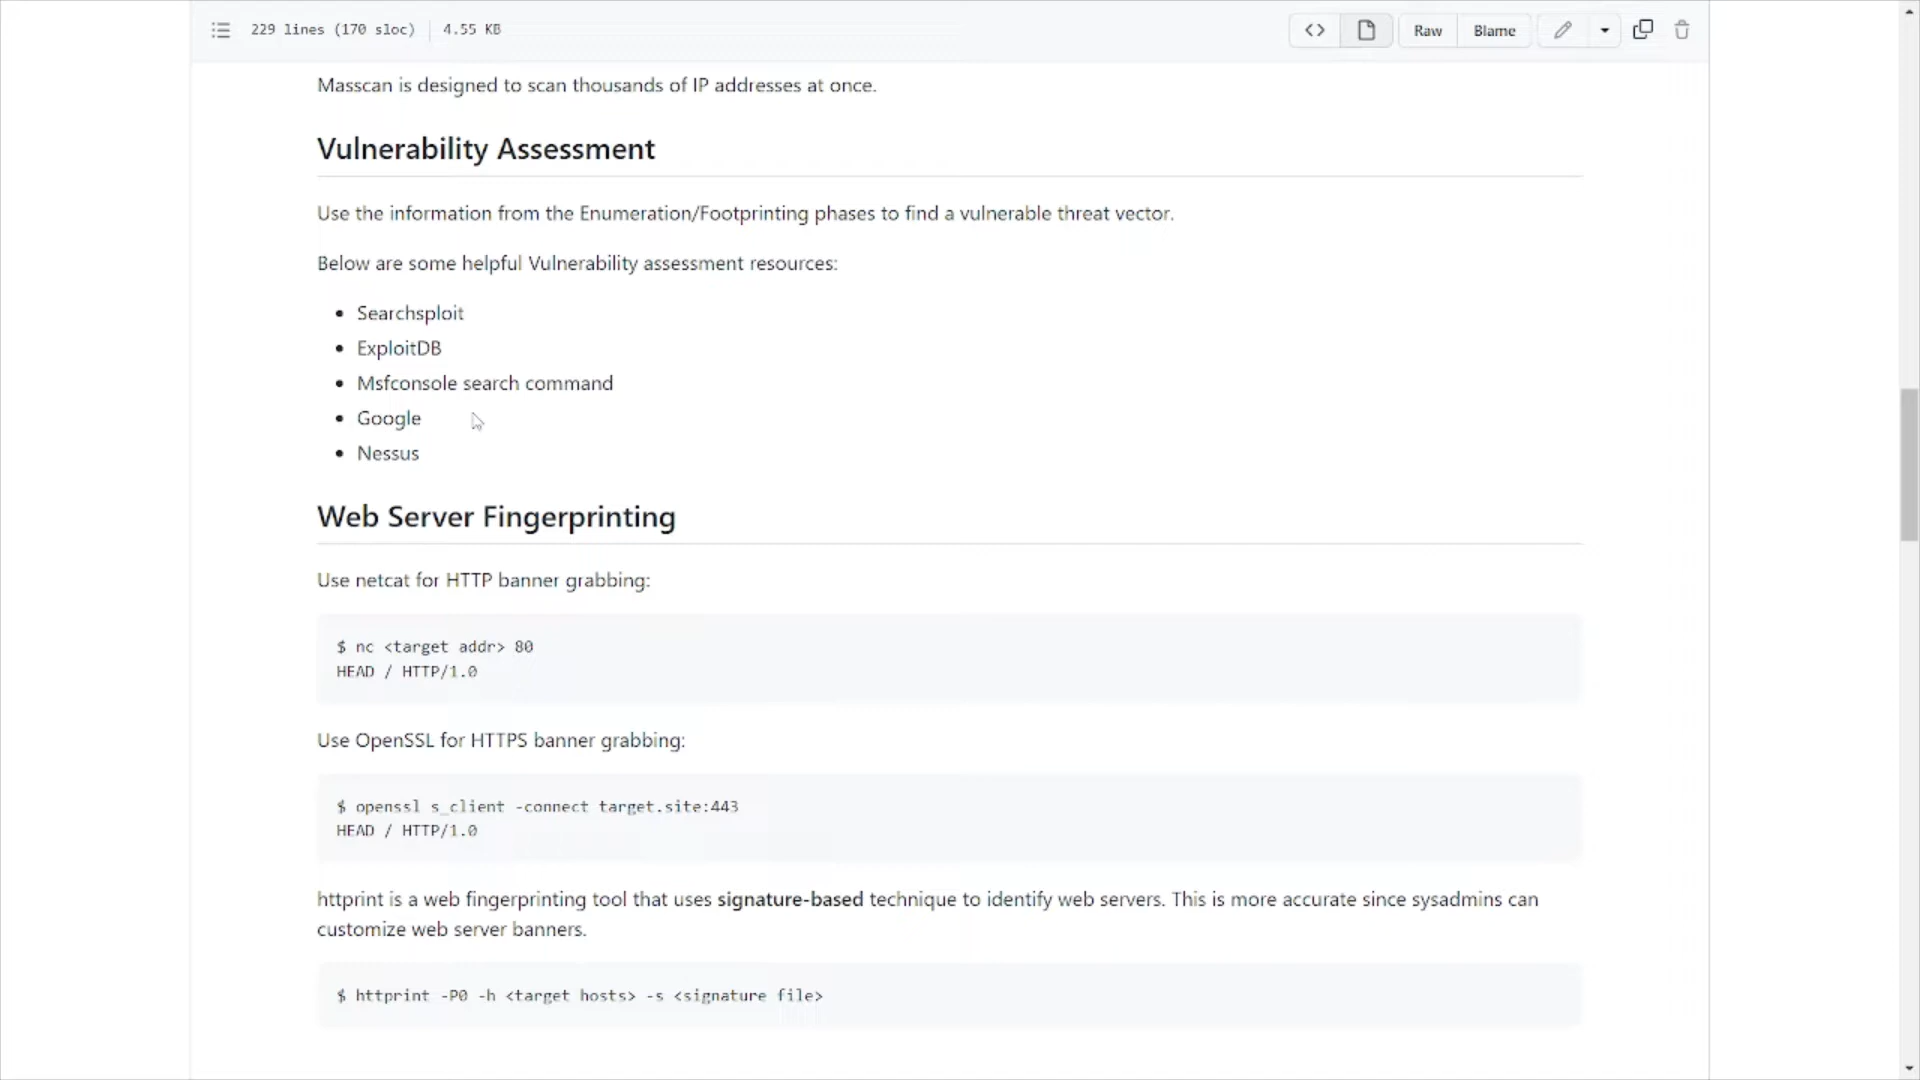 229 lines (170 sloc) 4.55 KB Raw Blame
Masscan is designed to scan thousands of IP addresses at once.
Vulnerability Assessment
Use the information from the Enumeration/Footprinting phases to find a vulnerable threat vector.
Below are some helpful Vulnerability assessment resources:
Searchsploit
ExploitDB
Msfconsole search command
Google
Nessus
Web Server Fingerprinting
Use netcat for HTTP banner grabbing:
$ nc <target addr> 80
HEAD / HTTP/1.0
Use OpenSSL for HTTPS banner grabbing:
$ openssl s_client -connect target.site:443
HEAD / HTTP/1.0
httprint is a web fingerprinting tool that uses signature-based technique to identify web servers. This is more accurate since sysadmins can
customize web server banners.
$ httprint -P0 -h <target hosts> -s <signature file>